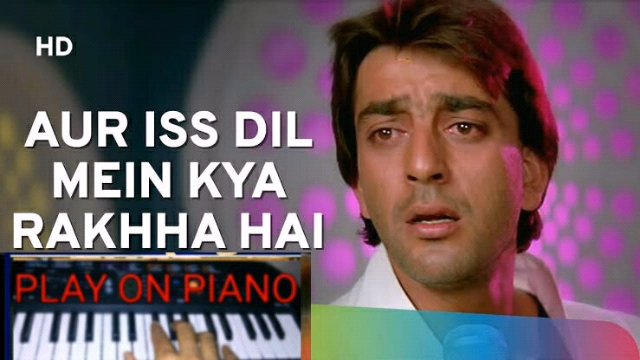 HD
AUR ISS DIL
MEIN KYA
RAKHHA HAI
PLAY ON PIANO